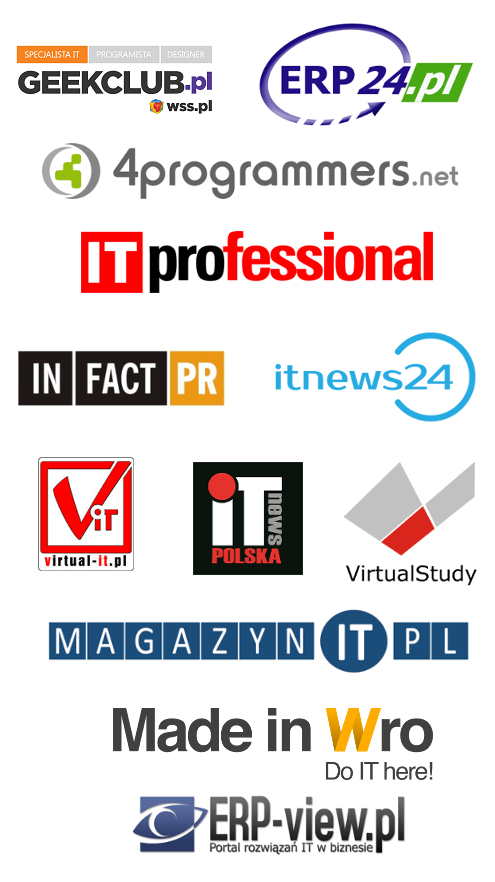 SPECJALISTA IT PROGRAMISTA DESIGNER
GEEKCLUB.pl
wss.pl
ERP 24.pl
4programmers.net
IT professional
IN FACT PR
itnews24
ViT
virtual-it.pl
iT news
POLSKA
VirtualStudy
MAGAZYN IT PL
Made in Wro
Do IT here!
ERP-view.pl
Portal rozwiązań IT w biznesie